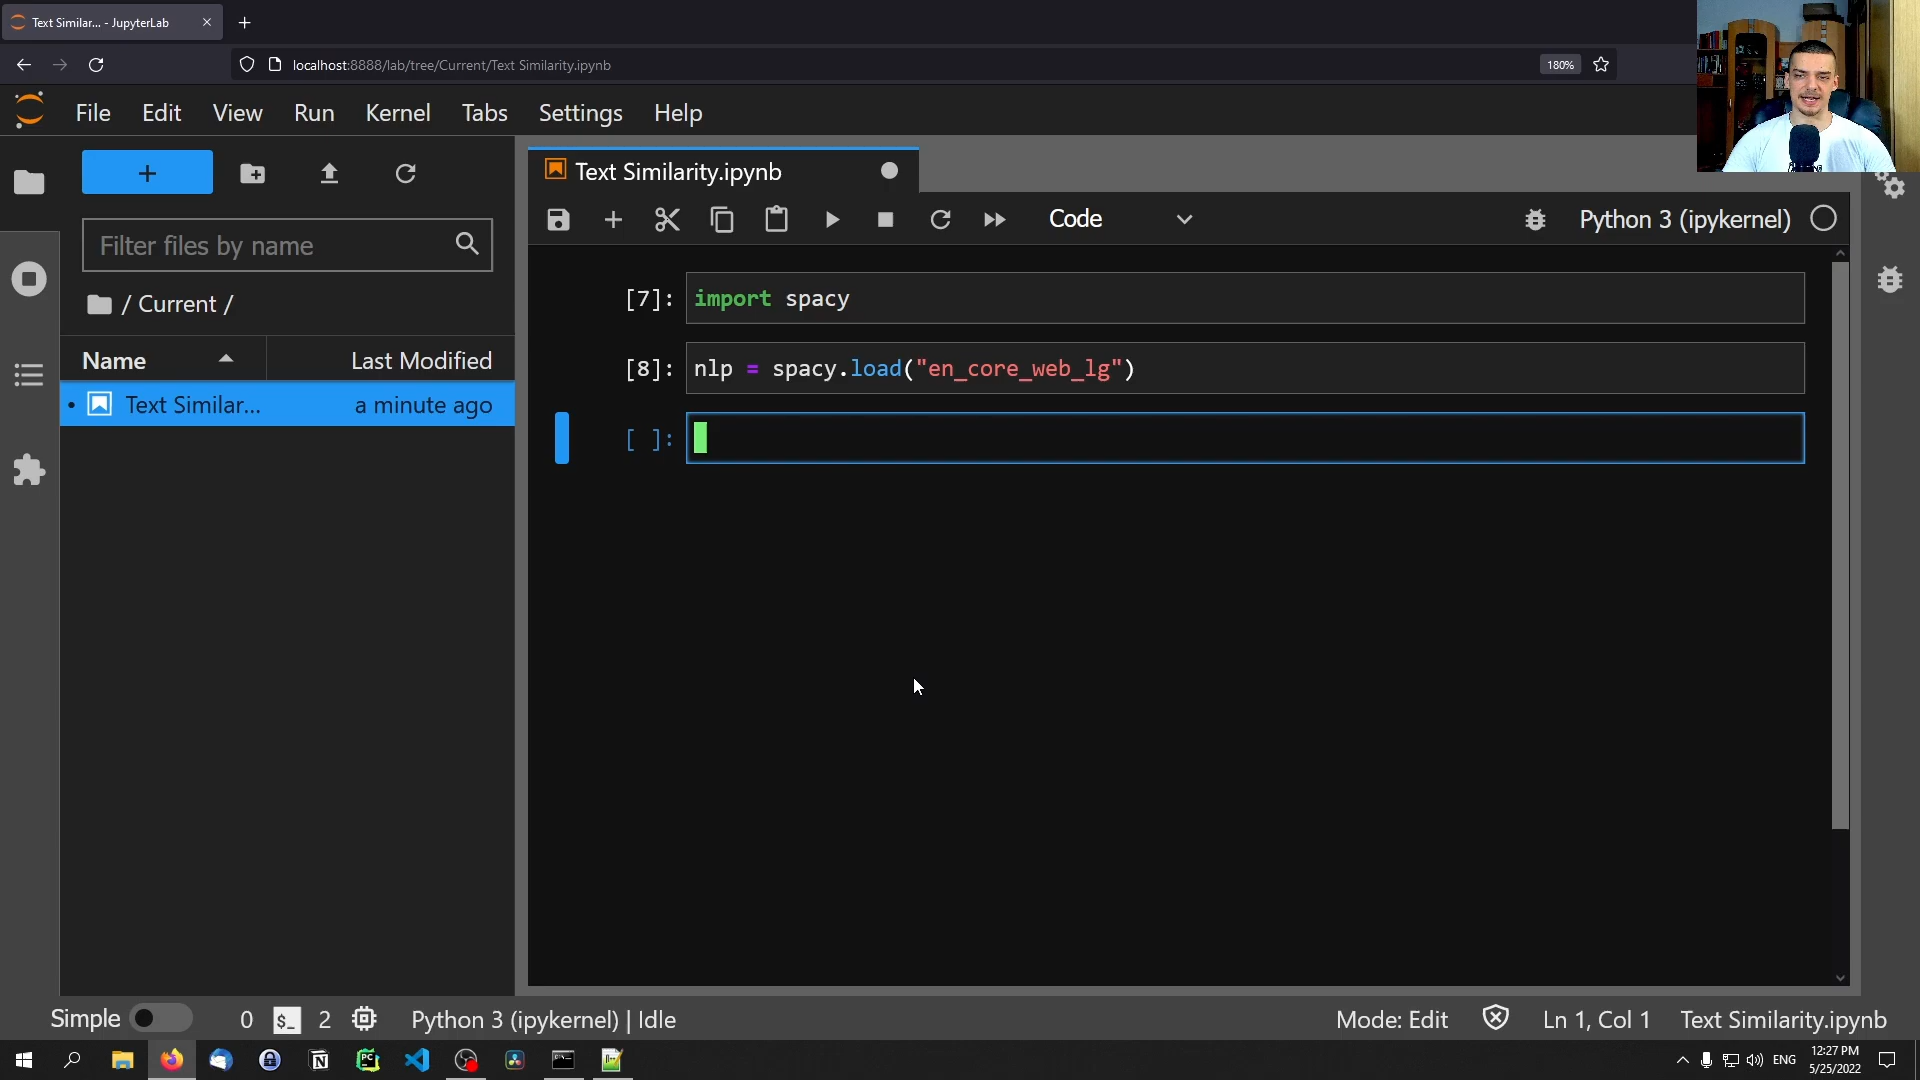 Text Similar... - JupyterLab
localhost:8888/lab/tree/Current/Text Similarity.ipynb
180%
File Edit View Run Kernel Tabs Settings Help
Filter files by name
/ Current /
Name Last Modified
Text Similar... a minute ago
Text Similarity.ipynb
Code
Python 3 (ipykernel)
[7]: import spacy
[8]: nlp = spacy.load("en_core_web_lg")
[ ]:
Simple 0 $_ 2 Python 3 (ipykernel) | Idle
Mode: Edit Ln 1, Col 1 Text Similarity.ipynb
ENG
12:27 PM
5/25/2022